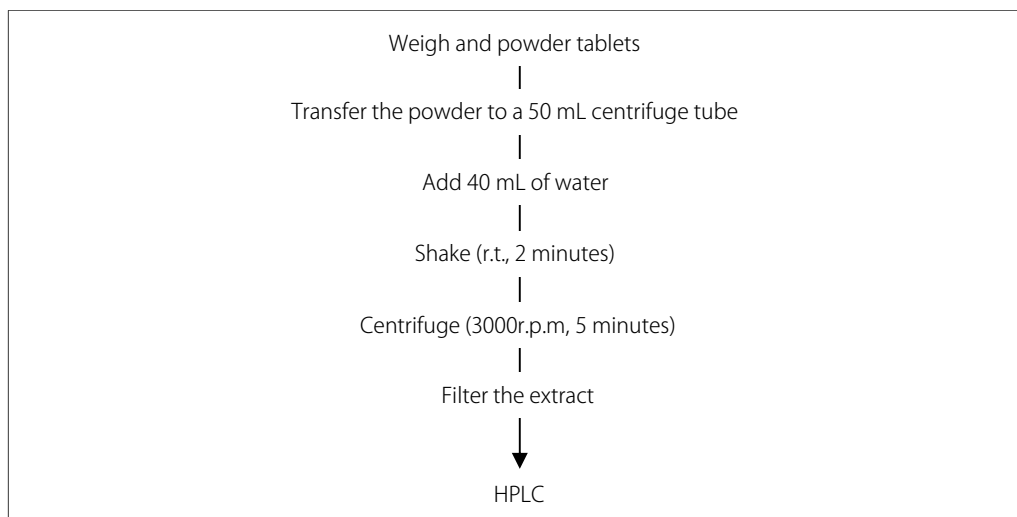 Weigh and powder tablets
Transfer the powder to a 50 mL centrifuge tube
Add 40 mL of water
Shake (r.t., 2 minutes)
Centrifuge (3000r.p.m, 5 minutes)
Filter the extract
HPLC